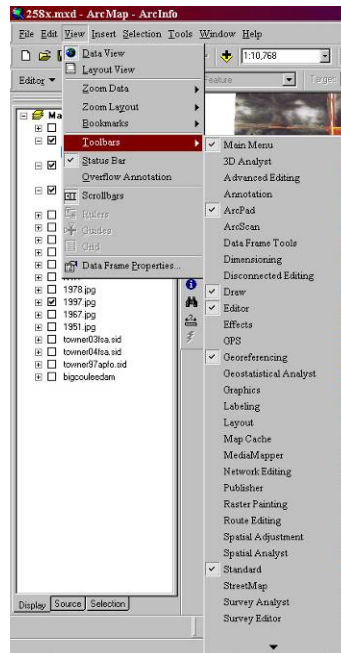 258x.mxd - ArcMap - ArcInfo
File Edit View Insert Selection Tools Window Help
Data View
1:10,768
Layout View
Editor
Feature
Target:
Zoom Data
Zoom Layout
Bookmarks
Toolbars
Status Bar
Overflow Annotation
Scrollbars
Rulers
Guides
Grid
Data Frame Properties...
Main Menu
3D Analyst
Advanced Editing
Annotation
ArcPad
ArcScan
Data Frame Tools
Dimensioning
Disconnected Editing
Draw
Editor
Effects
GPS
Georeferencing
Geostatistical Analyst
Graphics
Labeling
Layout
Map Cache
MediaMapper
Network Editing
Publisher
Raster Painting
Route Editing
Spatial Adjustment
Spatial Analyst
Standard
StreetMap
Survey Analyst
Survey Editor
1978.jpg
1997.jpg
1967.jpg
1951.jpg
towner03fsa.sid
towner04fsa.sid
towner97apfo.sid
bigcouleedam
Display Source Selection